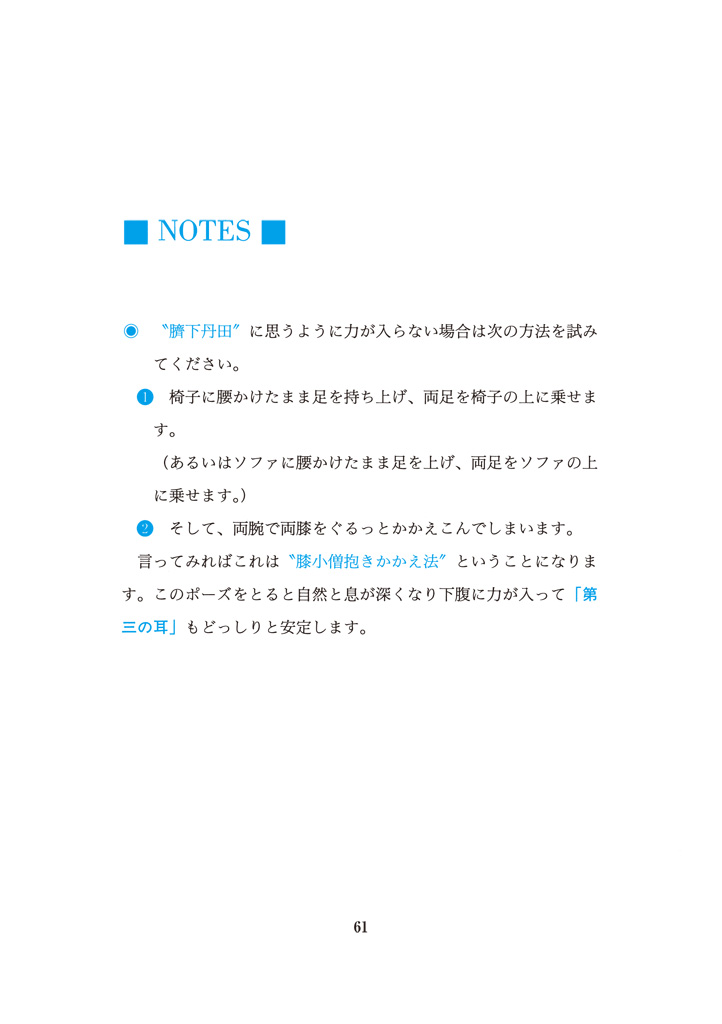 ■ NOTES ■
◉　〝臍下丹田〟に思うように力が入らない場合は次の方法を試み
てください。
❶　椅子に腰かけたまま足を持ち上げ、両足を椅子の上に乗せま
す。
（あるいはソファに腰かけたまま足を上げ、両足をソファの上
に乗せます。）
❷　そして、両腕で両膝をぐるっとかかえこんでしまいます。
言ってみればこれは〝膝小僧抱きかかえ法〟ということになりま
す。このポーズをとると自然と息が深くなり下腹に力が入って「第
三の耳」もどっしりと安定します。
61